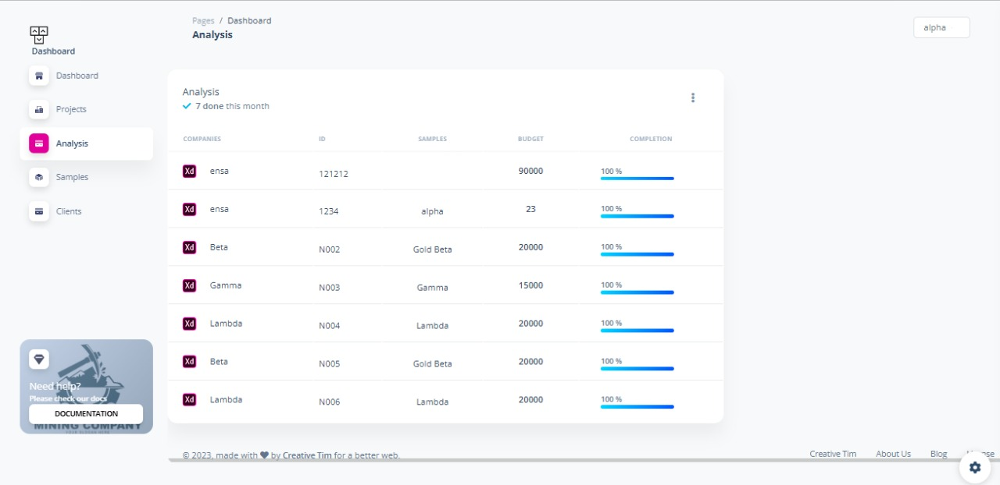 Pages / Dashboard
Analysis
alpha
Dashboard
Dashboard
Projects
Analysis
Samples
Clients
Need help?
Please check our docs
DOCUMENTATION
MINING COMPANY
YOUR SLOGAN HERE
Analysis
7 done this month
COMPANIES ID SAMPLES BUDGET COMPLETION
Xd ensa 121212 90000 100 %
Xd ensa 1234 alpha 23 100 %
Xd Beta N002 Gold Beta 20000 100 %
Xd Gamma N003 Gamma 15000 100 %
Xd Lambda N004 Lambda 20000 100 %
Xd Beta N005 Gold Beta 20000 100 %
Xd Lambda N006 Lambda 20000 100 %
© 2023, made with ♥ by Creative Tim for a better web.
Creative Tim About Us Blog